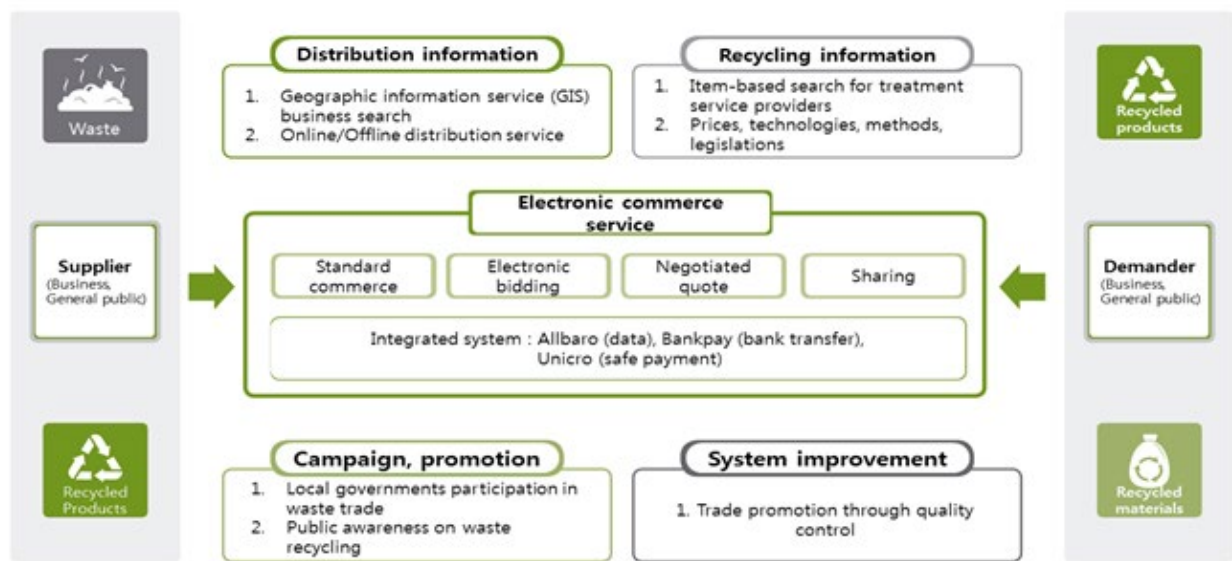 Waste
Supplier
(Business,
General public)
Recycled
Products
Distribution information
1. Geographic information service (GIS)
business search
2. Online/Offline distribution service
Recycling information
1. Item-based search for treatment
service providers
2. Prices, technologies, methods,
legislations
Electronic commerce
service
Standard
commerce
Electronic
bidding
Negotiated
quote
Sharing
Integrated system : Allbaro (data), Bankpay (bank transfer),
Unicro (safe payment)
Campaign, promotion
1. Local governments participation in
waste trade
2. Public awareness on waste
recycling
System improvement
1. Trade promotion through quality
control
Recycled
products
Demander
(Business,
General public)
Recycled
materials